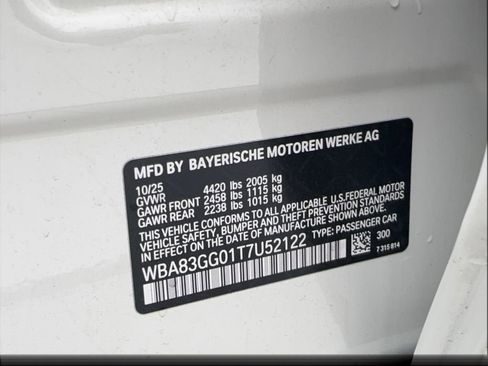 MFD BY BAYERISCHE MOTOREN WERKE AG
10/25
GVWR 4420 lbs 2005 kg
GAWR FRONT 2458 lbs 1115 kg
GAWR REAR 2238 lbs 1015 kg
THIS VEHICLE CONFORMS TO ALL APPLICABLE U.S.FEDERAL MOTOR
VEHICLE SAFETY, BUMPER, AND THEFT PREVENTION STANDARDS
IN EFFECT ON THE DATE OF MANUFACTURE SHOWN ABOVE.
WBA83GG01T7U52122 TYPE: PASSENGER CAR
300
7 315 814